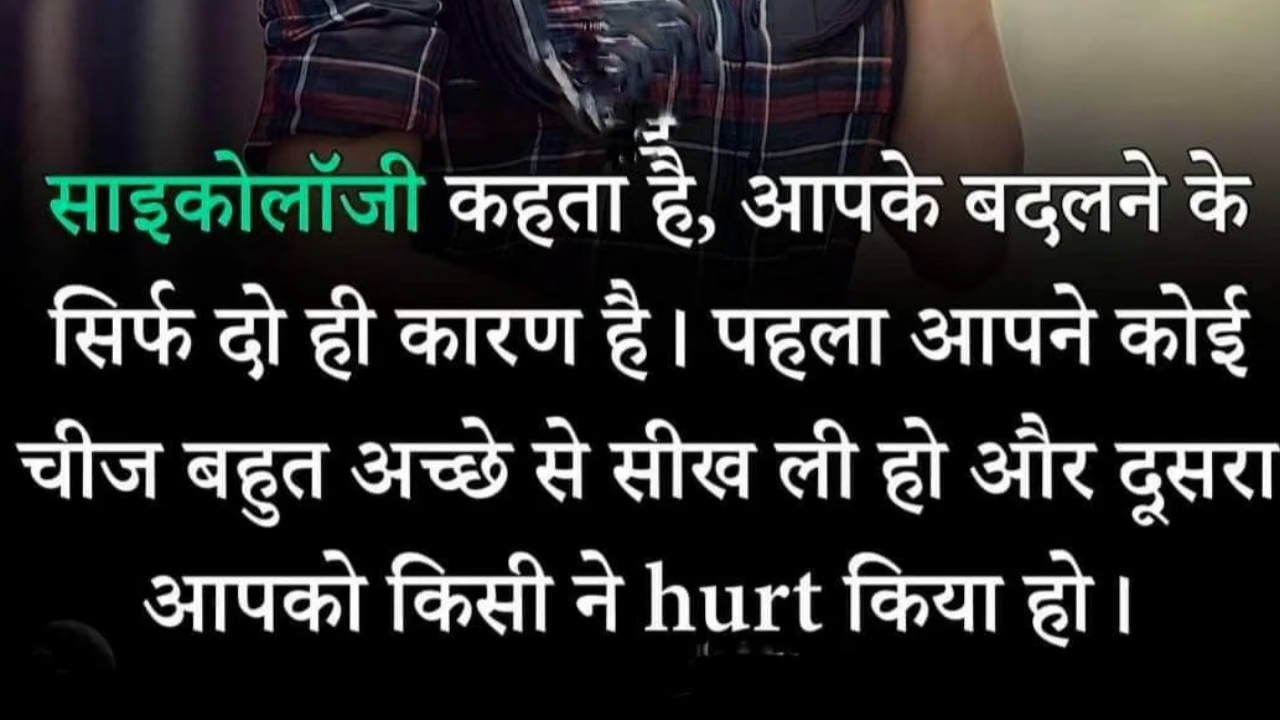 साइकोलॉजी कहता है, आपके बदलने के
सिर्फ दो ही कारण है। पहला आपने कोई
चीज बहुत अच्छे से सीख ली हो और दूसरा
आपको किसी ने hurt किया हो।